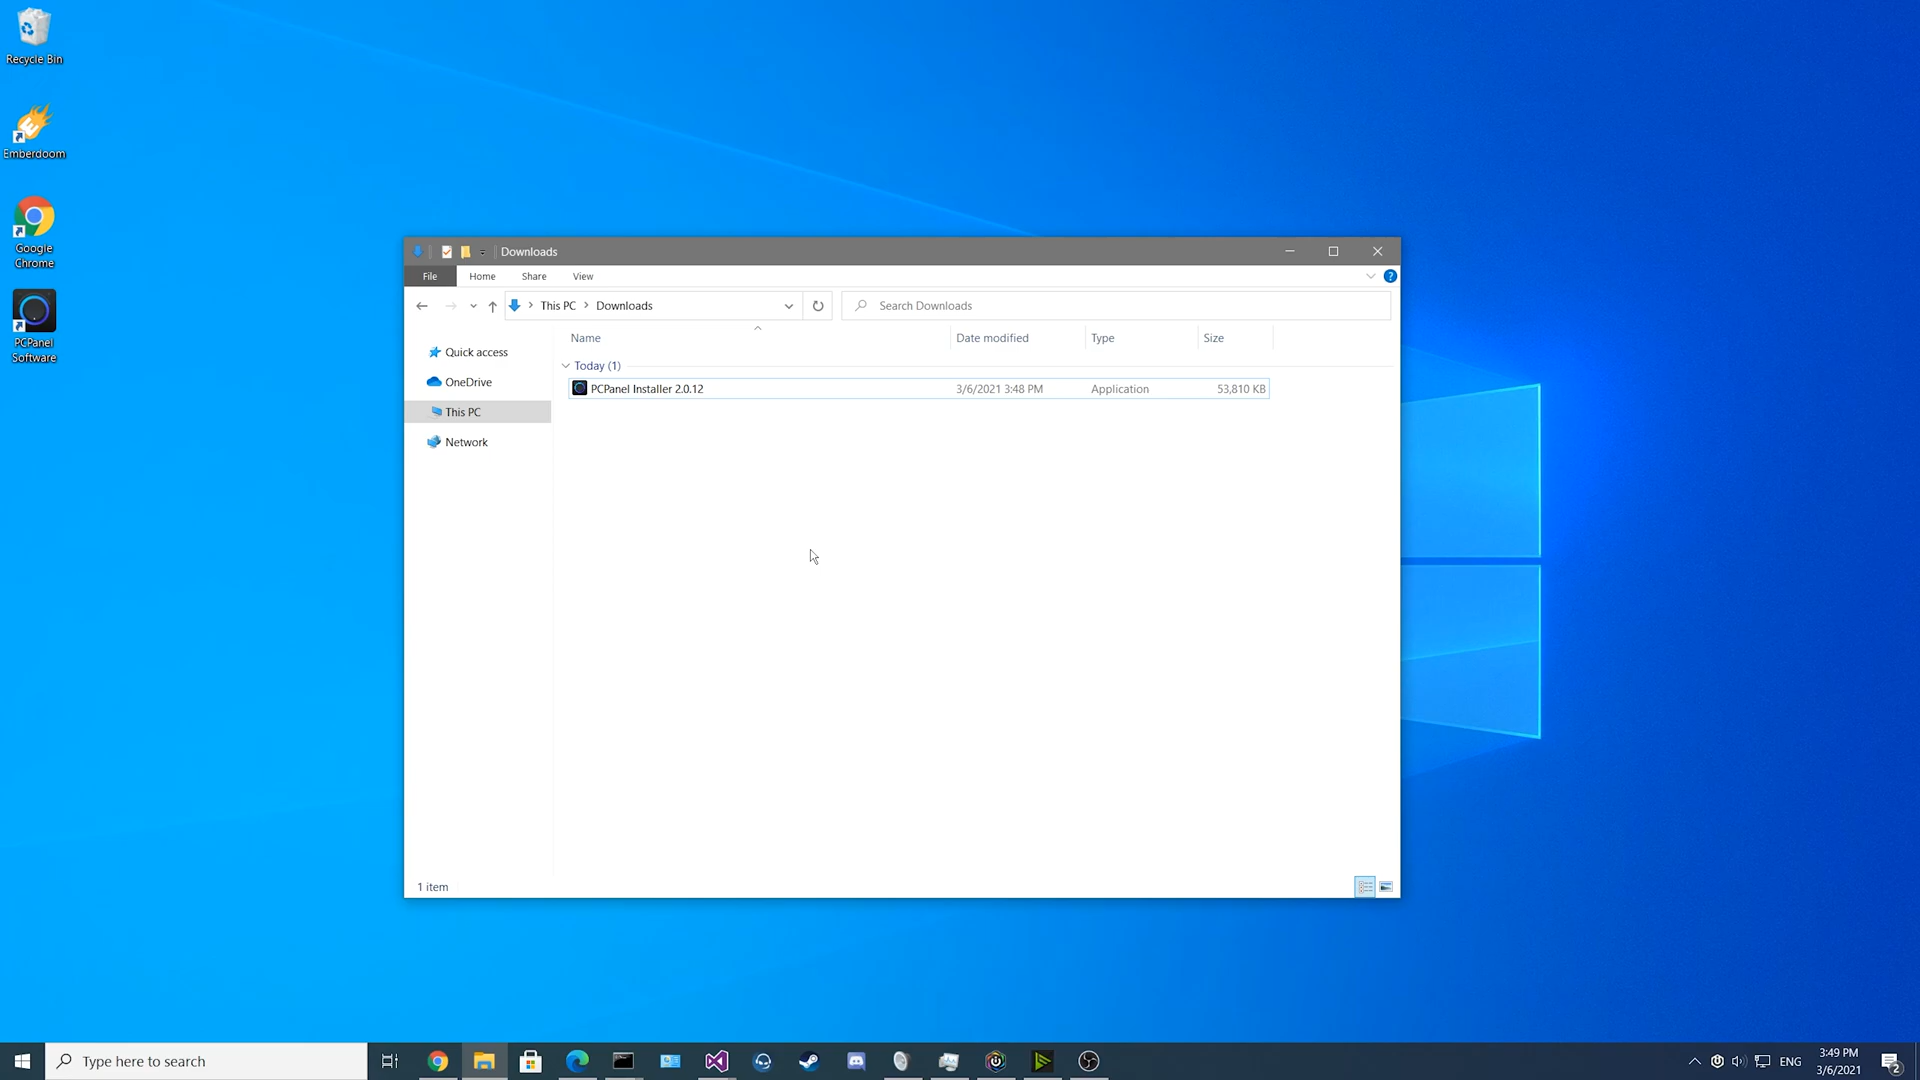 Recycle Bin
Emberdoom
Google
Chrome
PCPanel
Software
Downloads
File Home Share View
This PC Downloads
Search Downloads
Name Date modified Type Size
Quick access
OneDrive
This PC
Network
Today (1)
PCPanel Installer 2.0.12 3/6/2021 3:48 PM Application 53,810 KB
1 item
Type here to search
ENG
3:49 PM
3/6/2021
2